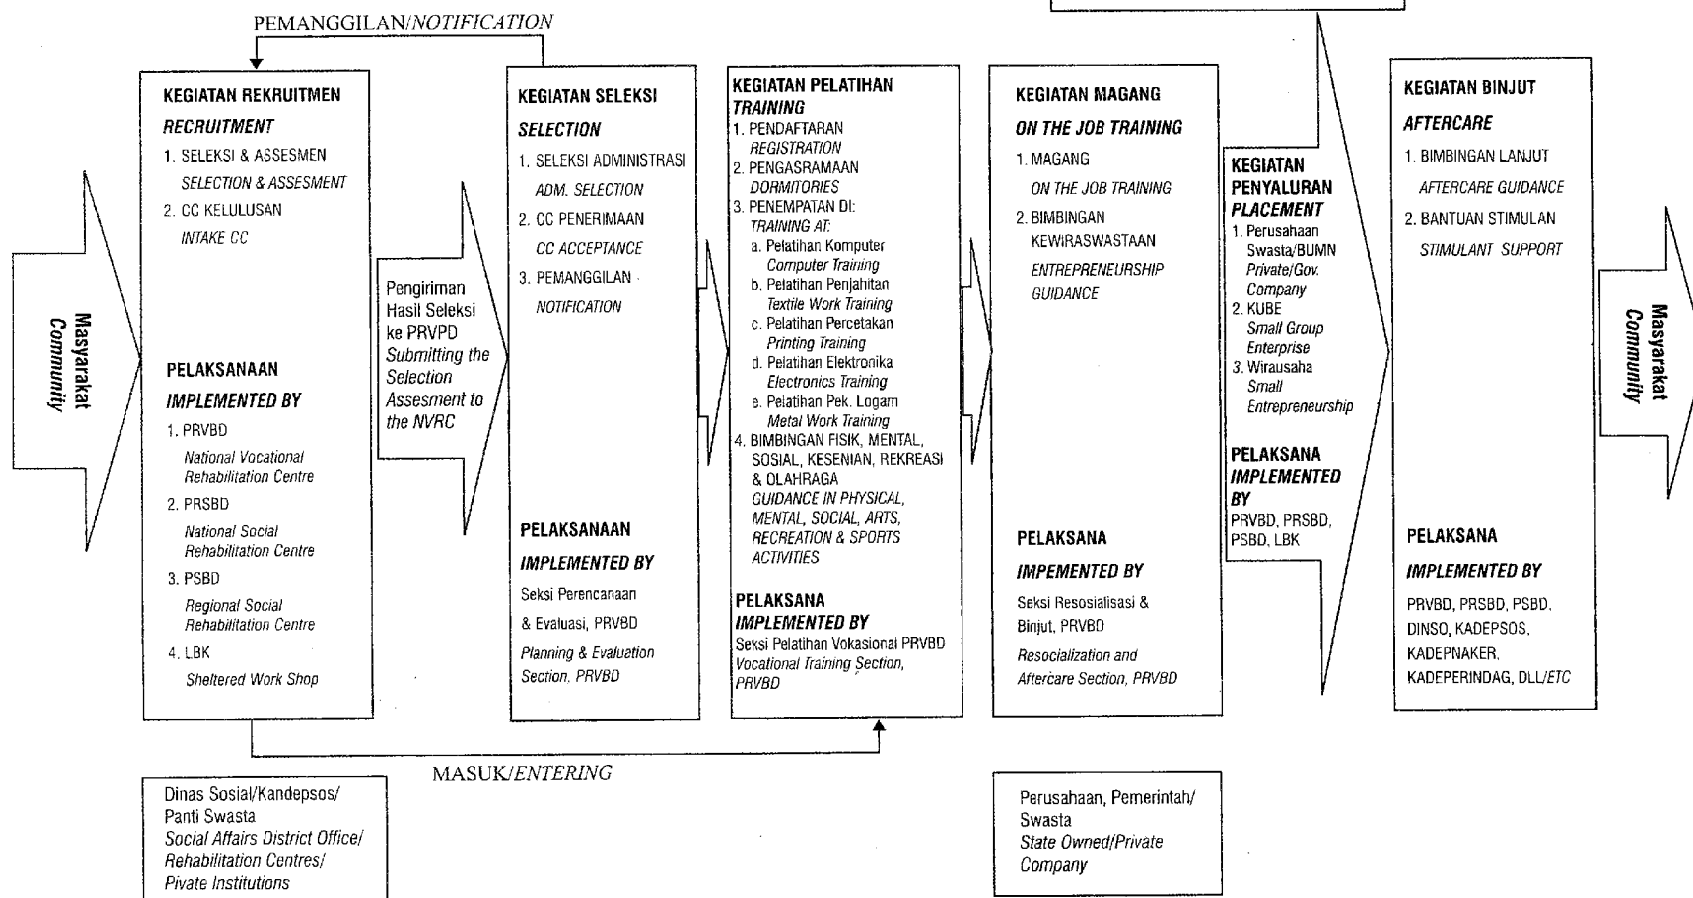 PEMANGGILAN/NOTIFICATION
Masyarakat
Community
KEGIATAN REKRUITMEN
RECRUITMENT
1. SELEKSI & ASSESMEN
SELECTION & ASSESMENT
2. CC KELULUSAN
INTAKE CC
PELAKSANAAN
IMPLEMENTED BY
1. PRVBD
National Vocational
Rehabilitation Centre
2. PRSBD
National Social
Rehabilitation Centre
3. PSBD
Regional Social
Rehabilitation Centre
4. LBK
Sheltered Work Shop
Pengiriman
Hasil Seleksi
ke PRVPD
Submitting the
Selection
Assesment to
the NVRC
KEGIATAN SELEKSI
SELECTION
1. SELEKSI ADMINISTRASI
ADM. SELECTION
2. CC PENERIMAAN
CC ACCEPTANCE
3. PEMANGGILAN
NOTIFICATION
PELAKSANAAN
IMPLEMENTED BY
Seksi Perencanaan
& Evaluasi, PRVBD
Planning & Evaluation
Section, PRVBD
KEGIATAN PELATIHAN
TRAINING
1. PENDAFTARAN
REGISTRATION
2. PENGASRAMAAN
DORMITORIES
3. PENEMPATAN DI:
TRAINING AT:
a. Pelatihan Komputer
Computer Training
b. Pelatihan Penjahitan
Textile Work Training
c. Pelatihan Percetakan
Printing Training
d. Pelatihan Elektronika
Electronics Training
e. Pelatihan Pek. Logam
Metal Work Training
4. BIMBINGAN FISIK, MENTAL,
SOSIAL, KESENIAN, REKREASI
& OLAHRAGA
GUIDANCE IN PHYSICAL,
MENTAL, SOCIAL, ARTS,
RECREATION & SPORTS
ACTIVITIES
PELAKSANA
IMPLEMENTED BY
Seksi Pelatihan Vokasional PRVBD
Vocational Training Section,
PRVBD
KEGIATAN MAGANG
ON THE JOB TRAINING
1. MAGANG
ON THE JOB TRAINING
2. BIMBINGAN
KEWIRASWASTAAN
ENTREPRENEURSHIP
GUIDANCE
PELAKSANA
IMPEMENTED BY
Seksi Resosialisasi &
Binjut, PRVBD
Resocialization and
Aftercare Section, PRVBD
KEGIATAN
PENYALURAN
PLACEMENT
1. Perusahaan
Swasta/BUMN
Private/Gov.
Company
2. KUBE
Small Group
Enterprise
3. Wirausaha
Small
Entrepreneurship
PELAKSANA
IMPLEMENTED
BY
PRVBD, PRSBD,
PSBD, LBK
KEGIATAN BINJUT
AFTERCARE
1. BIMBINGAN LANJUT
AFTERCARE GUIDANCE
2. BANTUAN STIMULAN
STIMULANT SUPPORT
PELAKSANA
IMPLEMENTED BY
PRVBD, PRSBD, PSBD,
DINSO, KADEPSOS,
KADEPNAKER,
KADEPERINDAG, DLL/ETC
Masyarakat
Community
MASUK/ENTERING
Dinas Sosial/Kandepsos/
Panti Swasta
Social Affairs District Office/
Rehabilitation Centres/
Pivate Institutions
Perusahaan, Pemerintah/
Swasta
State Owned/Private
Company